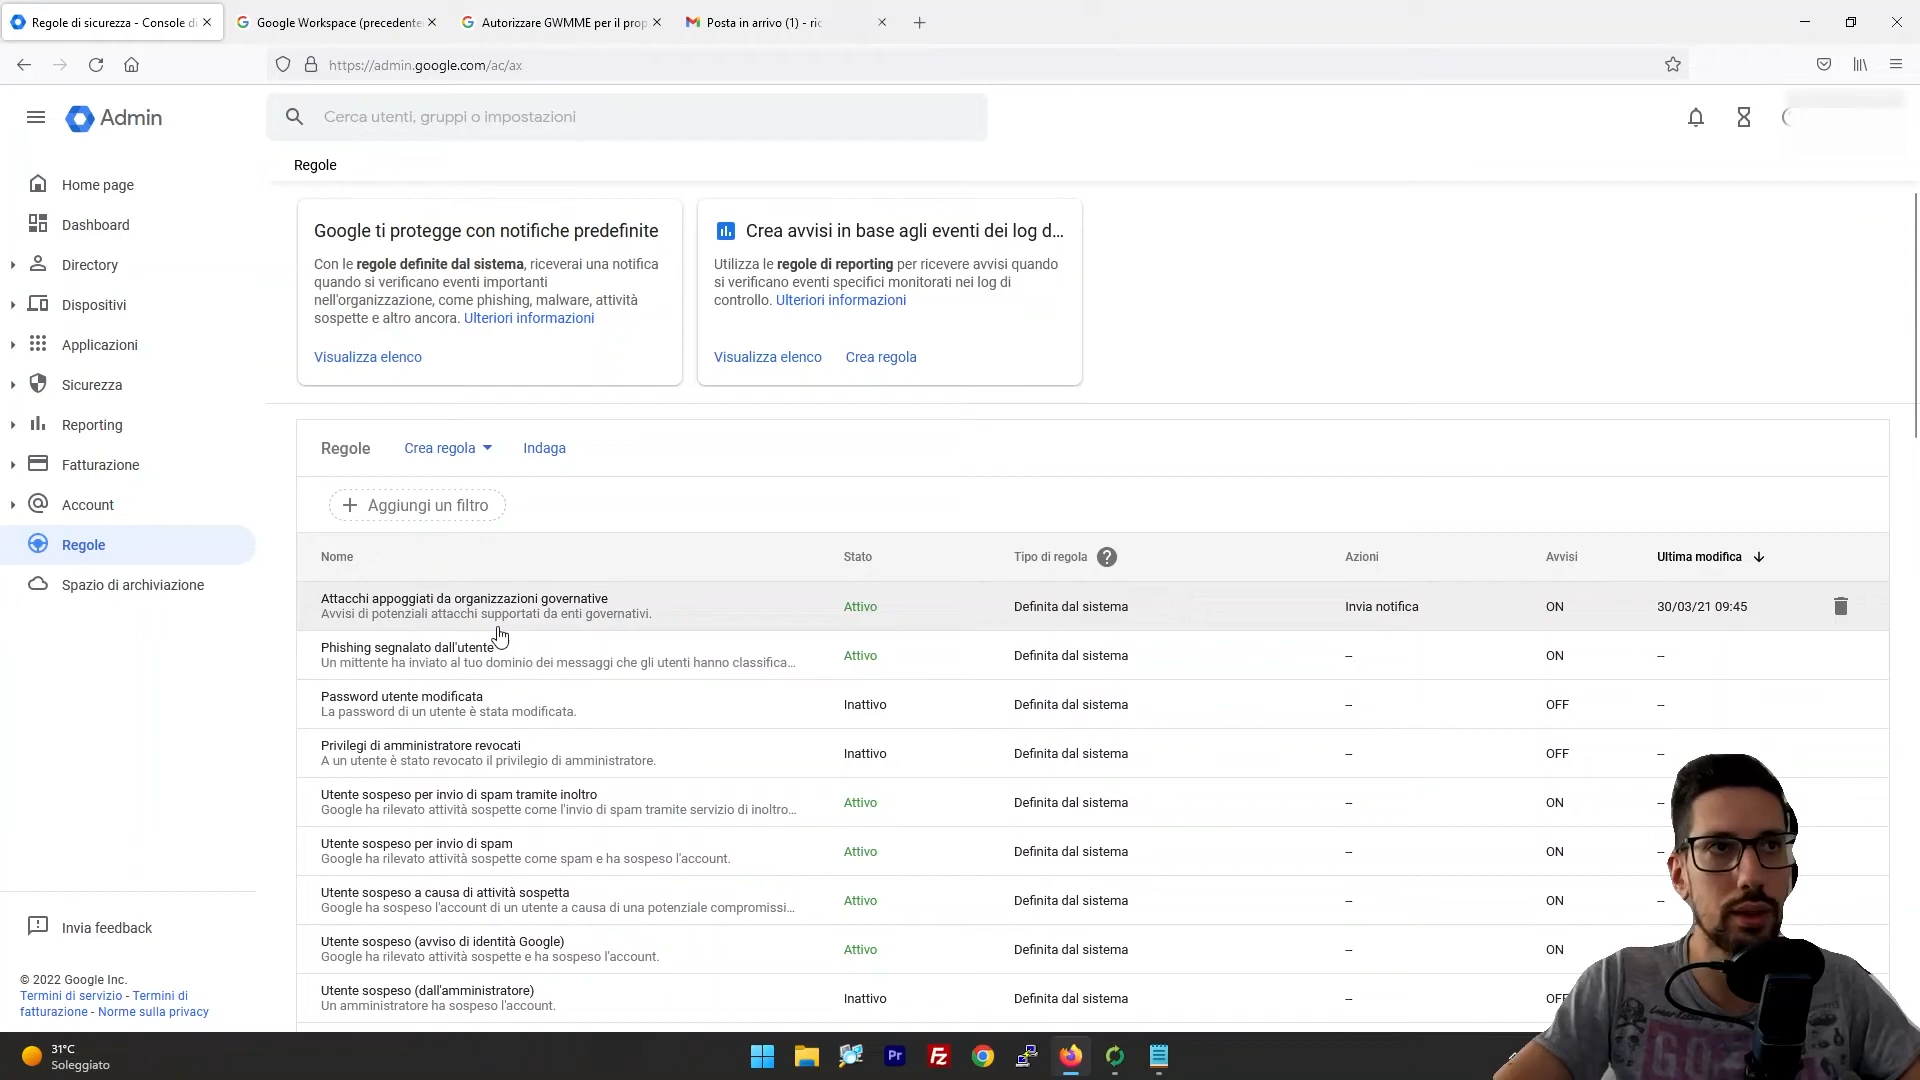 Regole di sicurezza - Console di
Google Workspace (precedente
Autorizzare GWMME per il prop
Posta in arrivo (1) - ric
https://admin.google.com/ac/ax
Admin
Cerca utenti, gruppi o impostazioni
Regole
Home page
Dashboard
Directory
Dispositivi
Applicazioni
Sicurezza
Reporting
Fatturazione
Account
Regole
Spazio di archiviazione
Invia feedback
© 2022 Google Inc.
Termini di servizio - Termini di
fatturazione - Norme sulla privacy
Google ti protegge con notifiche predefinite
Con le regole definite dal sistema, riceverai una notifica
quando si verificano eventi importanti
nell'organizzazione, come phishing, malware, attività
sospette e altro ancora. Ulteriori informazioni
Visualizza elenco
Crea avvisi in base agli eventi dei log d...
Utilizza le regole di reporting per ricevere avvisi quando
si verificano eventi specifici monitorati nei log di
controllo. Ulteriori informazioni
Visualizza elenco Crea regola
Regole Crea regola Indaga
Aggiungi un filtro
Nome Stato Tipo di regola ? Azioni Avvisi Ultima modifica
Attacchi appoggiati da organizzazioni governative
Avvisi di potenziali attacchi supportati da enti governativi.
Attivo Definita dal sistema Invia notifica ON 30/03/21 09:45
Phishing segnalato dall'utente
Un mittente ha inviato al tuo dominio dei messaggi che gli utenti hanno classifica...
Attivo Definita dal sistema – ON –
Password utente modificata
La password di un utente è stata modificata.
Inattivo Definita dal sistema – OFF –
Privilegi di amministratore revocati
A un utente è stato revocato il privilegio di amministratore.
Inattivo Definita dal sistema – OFF –
Utente sospeso per invio di spam tramite inoltro
Google ha rilevato attività sospette come l'invio di spam tramite servizio di inoltro...
Attivo Definita dal sistema – ON –
Utente sospeso per invio di spam
Google ha rilevato attività sospette come spam e ha sospeso l'account.
Attivo Definita dal sistema – ON –
Utente sospeso a causa di attività sospetta
Google ha sospeso l'account di un utente a causa di una potenziale compromissi...
Attivo Definita dal sistema – ON –
Utente sospeso (avviso di identità Google)
Google ha rilevato attività sospette e ha sospeso l'account.
Attivo Definita dal sistema – ON
Utente sospeso (dall'amministratore)
Un amministratore ha sospeso l'account.
Inattivo Definita dal sistema – OFF
31°C
Soleggiato
Pr
FZ